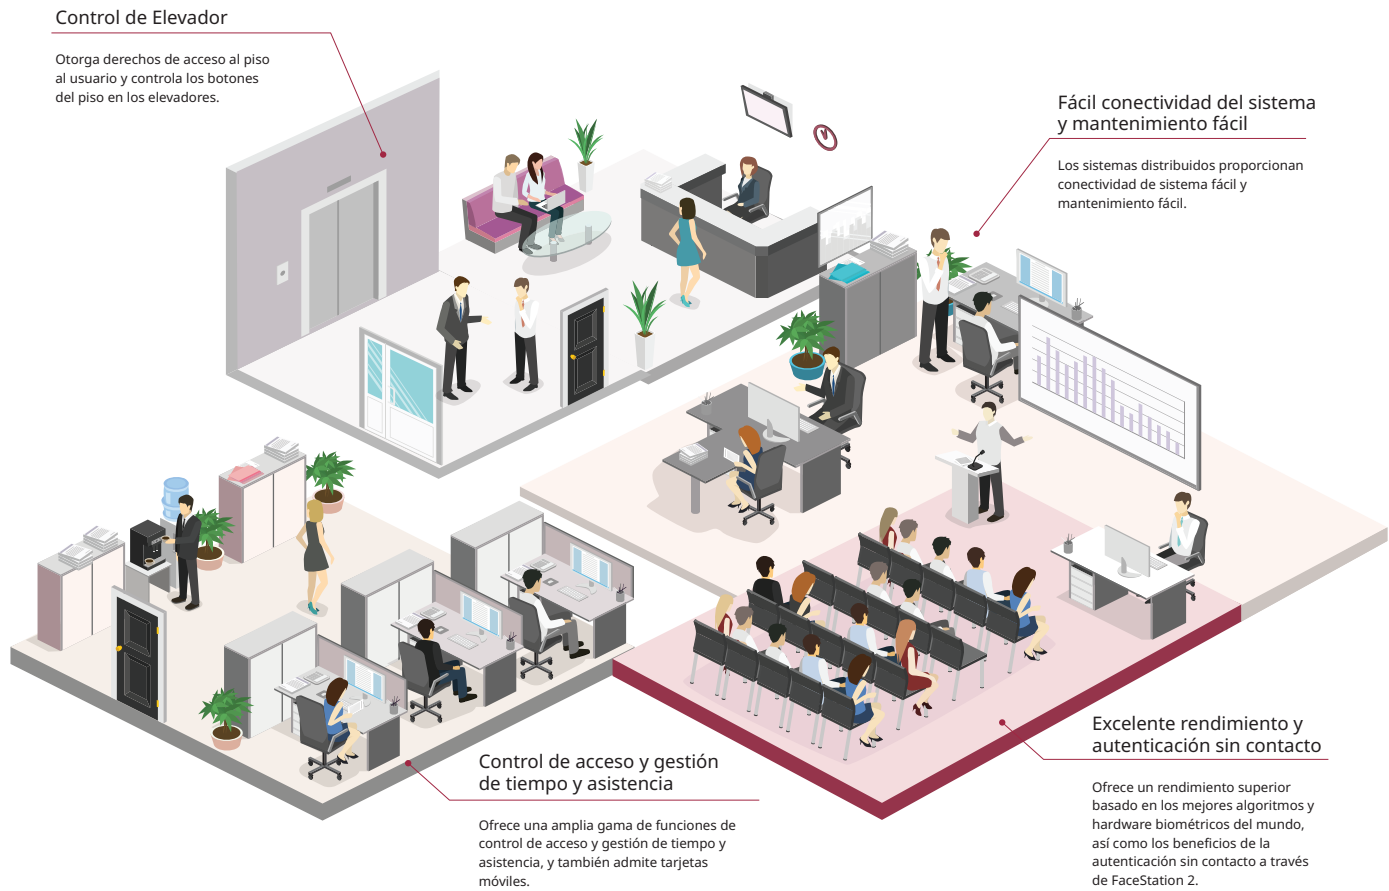 Control de Elevador
Otorga derechos de acceso al piso
al usuario y controla los botones
del piso en los elevadores.
Fácil conectividad del sistema
y mantenimiento fácil
Los sistemas distribuidos proporcionan
conectividad de sistema fácil y
mantenimiento fácil.
Control de acceso y gestión
de tiempo y asistencia
Ofrece una amplia gama de funciones de
control de acceso y gestión de tiempo y
asistencia, y también admite tarjetas
móviles.
Excelente rendimiento y
autenticación sin contacto
Ofrece un rendimiento superior
basado en los mejores algoritmos y
hardware biométricos del mundo,
así como los beneficios de la
autenticación sin contacto a través
de FaceStation 2.